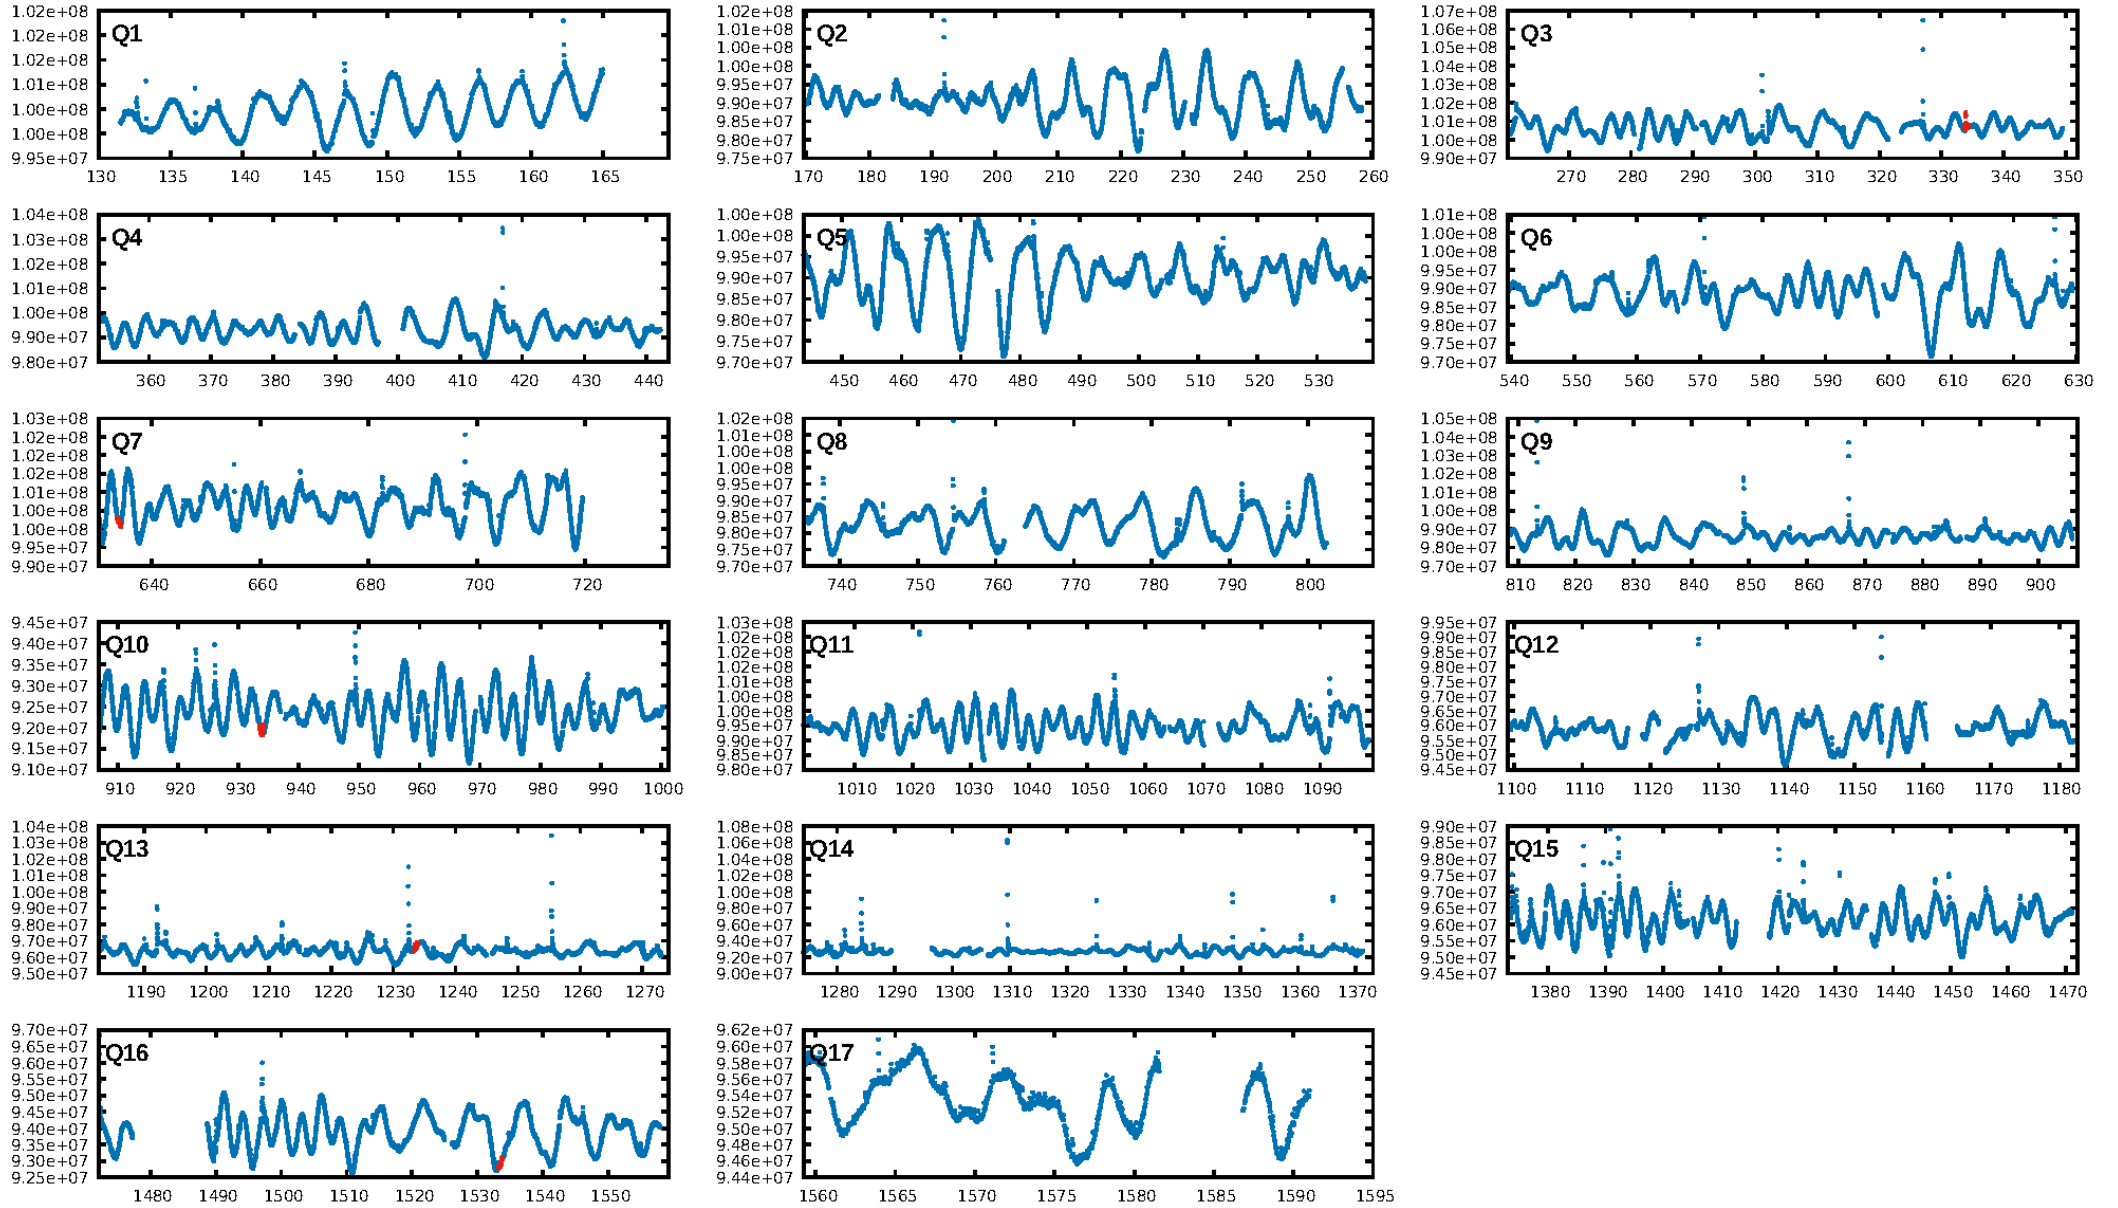 1.02e+08
1.02e+08
1.02e+08
1.01e+08
1.00e+08
1.00e+08
9.95e+07
Q1
130 135 140 145 150 155 160 165
1.02e+08
1.01e+08
1.00e+08
9.95e+07
9.90e+07
9.85e+07
9.80e+07
9.75e+07
Q2
170 180 190 200 210 220 230 240 250 260
1.07e+08
1.06e+08
1.05e+08
1.04e+08
1.03e+08
1.02e+08
1.01e+08
1.00e+08
9.90e+07
Q3
270 280 290 300 310 320 330 340 350
1.04e+08
1.03e+08
1.02e+08
1.01e+08
1.00e+08
9.90e+07
9.80e+07
Q4
360 370 380 390 400 410 420 430 440
1.00e+08
1.00e+08
9.95e+07
9.90e+07
9.85e+07
9.80e+07
9.75e+07
9.70e+07
Q5
450 460 470 480 490 500 510 520 530
1.01e+08
1.00e+08
9.95e+07
9.90e+07
9.85e+07
9.80e+07
9.75e+07
9.70e+07
Q6
540 550 560 570 580 590 600 610 620 630
1.03e+08
1.02e+08
1.02e+08
1.02e+08
1.01e+08
1.00e+08
1.00e+08
9.95e+07
9.90e+07
Q7
640 660 680 700 720
1.02e+08
1.01e+08
1.00e+08
1.00e+08
9.95e+07
9.90e+07
9.85e+07
9.80e+07
9.75e+07
9.70e+07
Q8
740 750 760 770 780 790 800
1.05e+08
1.04e+08
1.03e+08
1.02e+08
1.01e+08
1.00e+08
9.90e+07
9.80e+07
9.70e+07
Q9
810 820 830 840 850 860 870 880 890 900
9.45e+07
9.40e+07
9.35e+07
9.30e+07
9.25e+07
9.20e+07
9.15e+07
9.10e+07
Q10
910 920 930 940 950 960 970 980 990 1000
1.03e+08
1.02e+08
1.02e+08
1.02e+08
1.01e+08
1.00e+08
1.00e+08
9.95e+07
9.90e+07
9.85e+07
9.80e+07
Q11
1010 1020 1030 1040 1050 1060 1070 1080 1090
9.95e+07
9.90e+07
9.85e+07
9.80e+07
9.75e+07
9.70e+07
9.65e+07
9.60e+07
9.55e+07
9.50e+07
9.45e+07
Q12
1100 1110 1120 1130 1140 1150 1160 1170 1180
1.04e+08
1.03e+08
1.02e+08
1.01e+08
1.00e+08
9.90e+07
9.80e+07
9.70e+07
9.60e+07
9.50e+07
Q13
1190 1200 1210 1220 1230 1240 1250 1260 1270
1.08e+08
1.06e+08
1.04e+08
1.02e+08
1.00e+08
9.80e+07
9.60e+07
9.40e+07
9.20e+07
9.00e+07
Q14
1280 1290 1300 1310 1320 1330 1340 1350 1360 1370
9.90e+07
9.85e+07
9.80e+07
9.75e+07
9.70e+07
9.65e+07
9.60e+07
9.55e+07
9.50e+07
9.45e+07
Q15
1380 1390 1400 1410 1420 1430 1440 1450 1460 1470
9.70e+07
9.65e+07
9.60e+07
9.55e+07
9.50e+07
9.45e+07
9.40e+07
9.35e+07
9.30e+07
9.25e+07
Q16
1480 1490 1500 1510 1520 1530 1540 1550
9.62e+07
9.60e+07
9.58e+07
9.56e+07
9.54e+07
9.52e+07
9.50e+07
9.48e+07
9.46e+07
9.44e+07
Q17
1560 1565 1570 1575 1580 1585 1590 1595